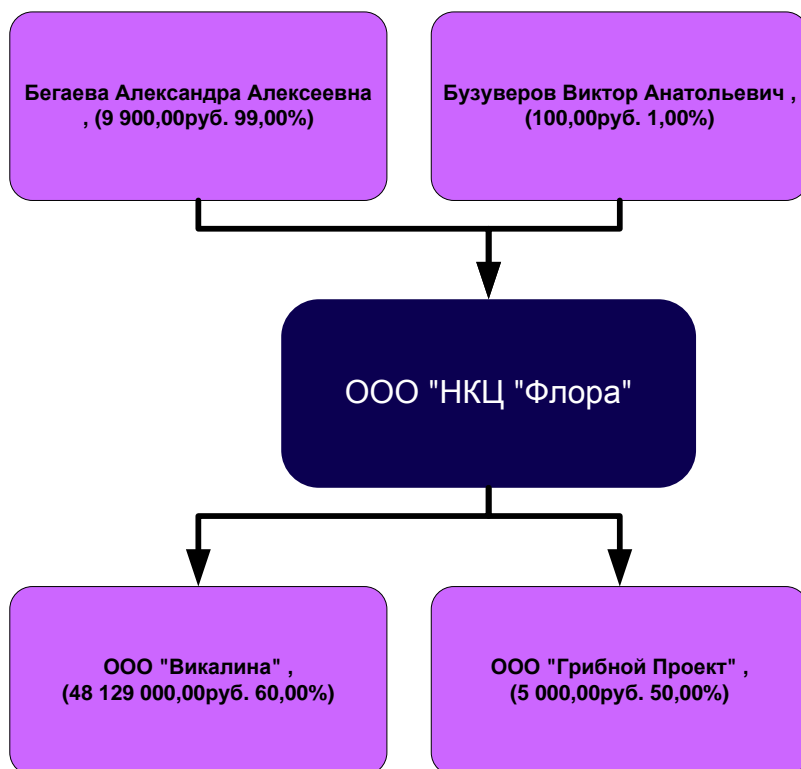 Бегаева Александра Алексеевна
, (9 900,00руб. 99,00%)
Бузуверов Виктор Анатольевич ,
(100,00руб. 1,00%)
ООО "НКЦ "Флора"
ООО "Викалина" ,
(48 129 000,00руб. 60,00%)
ООО "Грибной Проект" ,
(5 000,00руб. 50,00%)